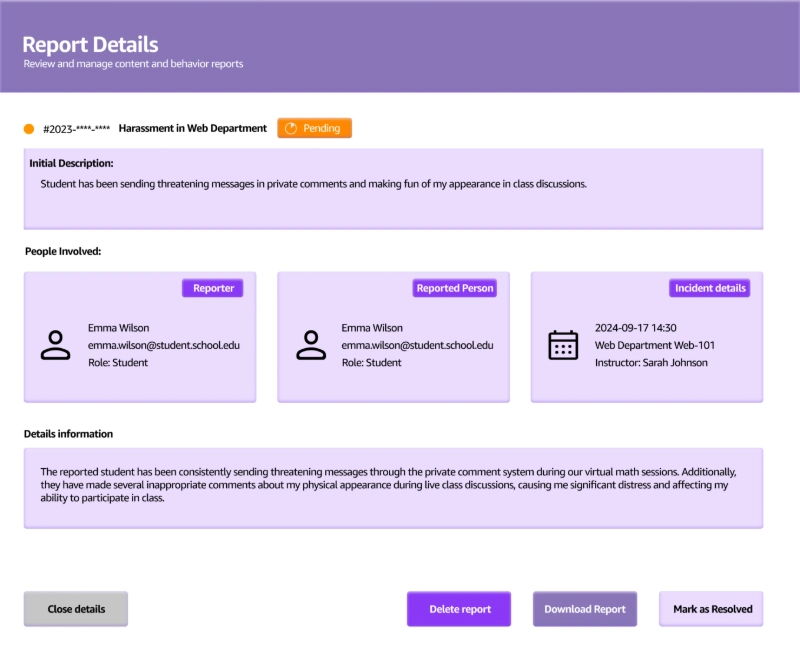 Report Details
Review and manage content and behavior reports
#2023-****-**** Harassment in Web Department Pending
Initial Description:
Student has been sending threatening messages in private comments and making fun of my appearance in class discussions.
People Involved:
Reporter
Emma Wilson
emma.wilson@student.school.edu
Role: Student
Reported Person
Emma Wilson
emma.wilson@student.school.edu
Role: Student
Incident details
2024-09-17 14:30
Web Department Web-101
Instructor: Sarah Johnson
Details information
The reported student has been consistently sending threatening messages through the private comment system during our virtual math sessions. Additionally,
they have made several inappropriate comments about my physical appearance during live class discussions, causing me significant distress and affecting my
ability to participate in class.
Close details
Delete report
Download Report
Mark as Resolved